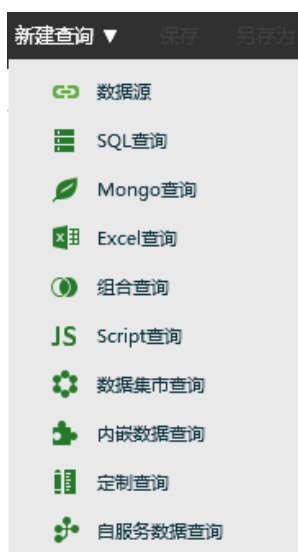 新建查询 ▼ 保存 另存为
数据源
SQL查询
Mongo查询
Excel查询
组合查询
JS Script查询
数据集市查询
内嵌数据查询
定制查询
自服务数据查询